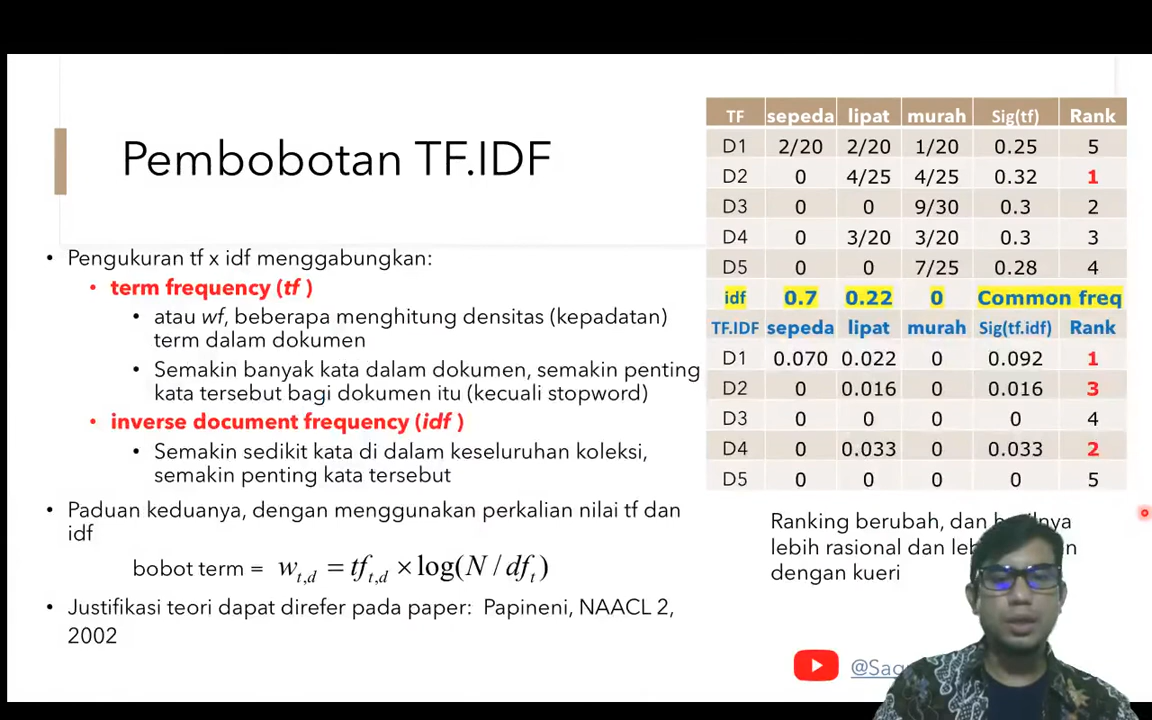 Pembobotan TF.IDF
• Pengukuran tf x idf menggabungkan:
• term frequency (tf )
• atau wf, beberapa menghitung densitas (kepadatan)
term dalam dokumen
• Semakin banyak kata dalam dokumen, semakin penting
kata tersebut bagi dokumen itu (kecuali stopword)
• inverse document frequency (idf )
• Semakin sedikit kata di dalam keseluruhan koleksi,
semakin penting kata tersebut
• Paduan keduanya, dengan menggunakan perkalian nilai tf dan
idf
bobot term = w_{t,d} = tf_{t,d} × log(N / df_t)
• Justifikasi teori dapat direfer pada paper: Papineni, NAACL 2,
2002
TF sepeda lipat murah Sig(tf) Rank
D1 2/20 2/20 1/20 0.25 5
D2 0 4/25 4/25 0.32 1
D3 0 0 9/30 0.3 2
D4 0 3/20 3/20 0.3 3
D5 0 0 7/25 0.28 4
idf 0.7 0.22 0 Common freq
TF.IDF sepeda lipat murah Sig(tf.idf) Rank
D1 0.070 0.022 0 0.092 1
D2 0 0.016 0 0.016 3
D3 0 0 0 0 4
D4 0 0.033 0 0.033 2
D5 0 0 0 0 5
Ranking berubah, dan
lebih rasional dan
dengan kueri